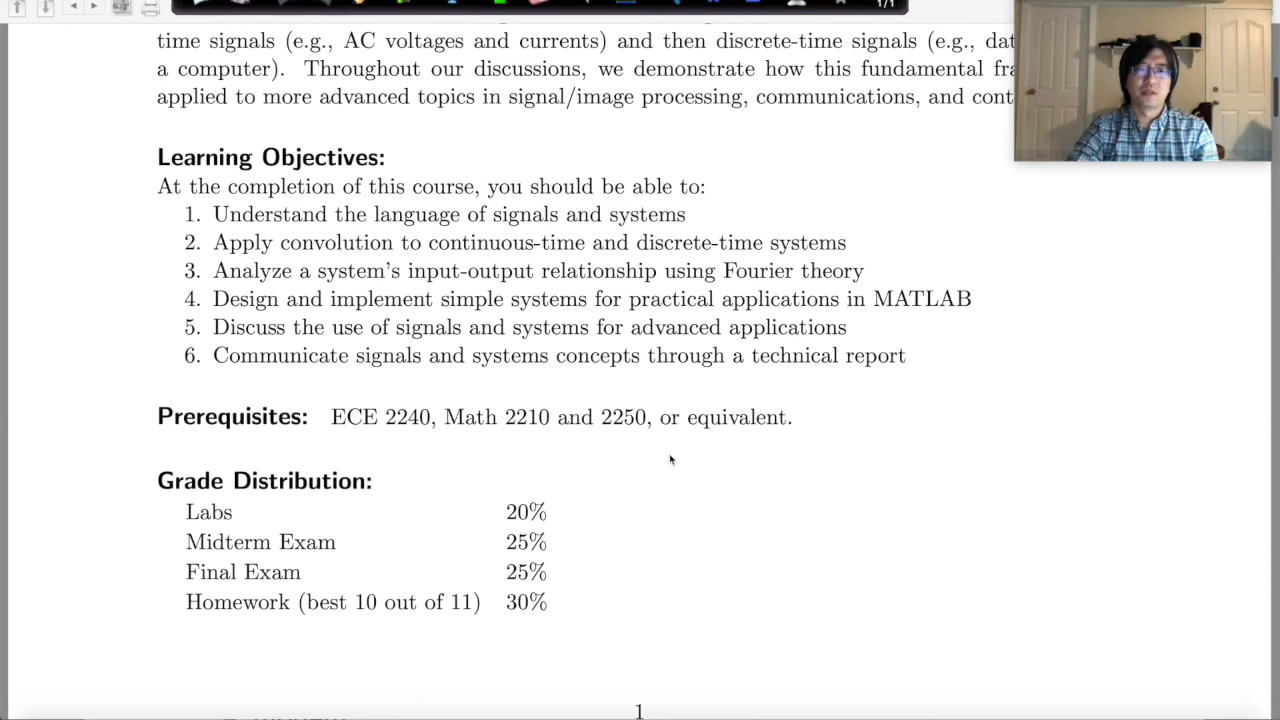 1/1
time signals (e.g., AC voltages and currents) and then discrete-time signals (e.g., dat
a computer). Throughout our discussions, we demonstrate how this fundamental fra
applied to more advanced topics in signal/image processing, communications, and cont
Learning Objectives:
At the completion of this course, you should be able to:
1. Understand the language of signals and systems
2. Apply convolution to continuous-time and discrete-time systems
3. Analyze a system's input-output relationship using Fourier theory
4. Design and implement simple systems for practical applications in MATLAB
5. Discuss the use of signals and systems for advanced applications
6. Communicate signals and systems concepts through a technical report
Prerequisites: ECE 2240, Math 2210 and 2250, or equivalent.
Grade Distribution:
Labs 20%
Midterm Exam 25%
Final Exam 25%
Homework (best 10 out of 11) 30%
1